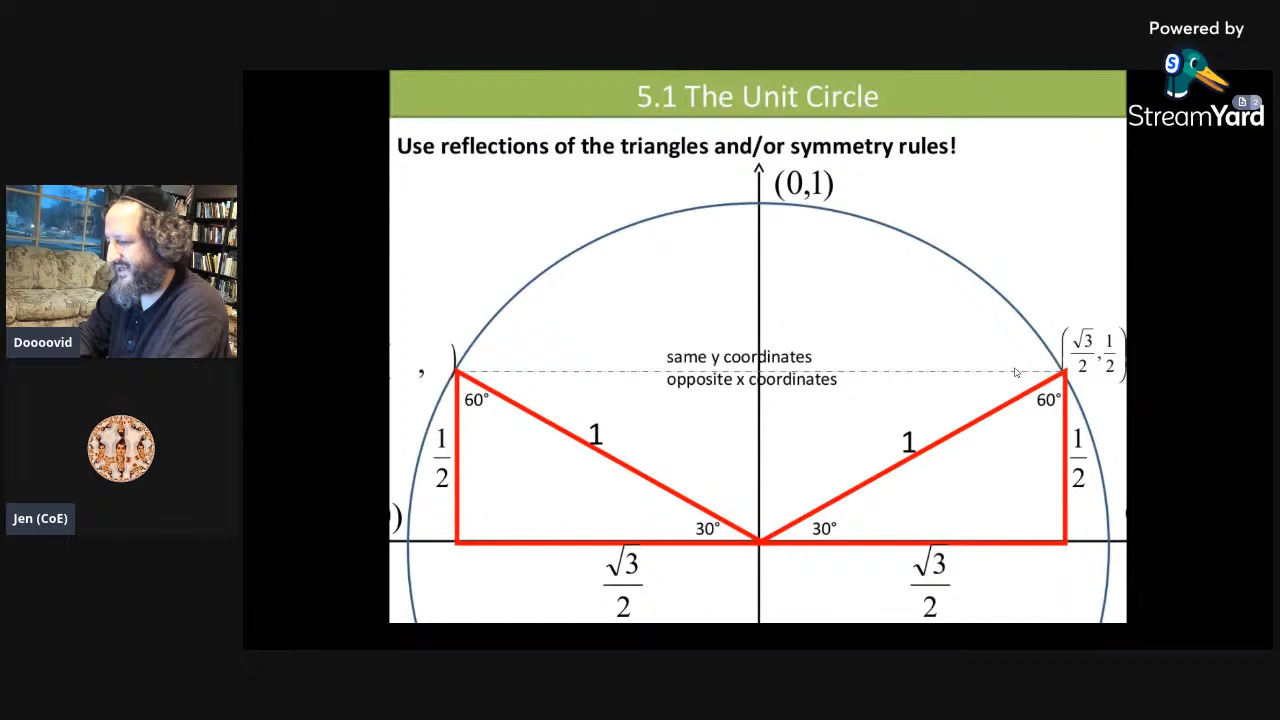 Powered by
StreamYard
2
5.1 The Unit Circle
Use reflections of the triangles and/or symmetry rules!
(0,1)
( , )
(√3/2, 1/2)
same y coordinates
opposite x coordinates
60°
60°
1
1
1/2
1/2
30°
30°
)
√3/2
√3/2
Doooovid
Jen (CoE)